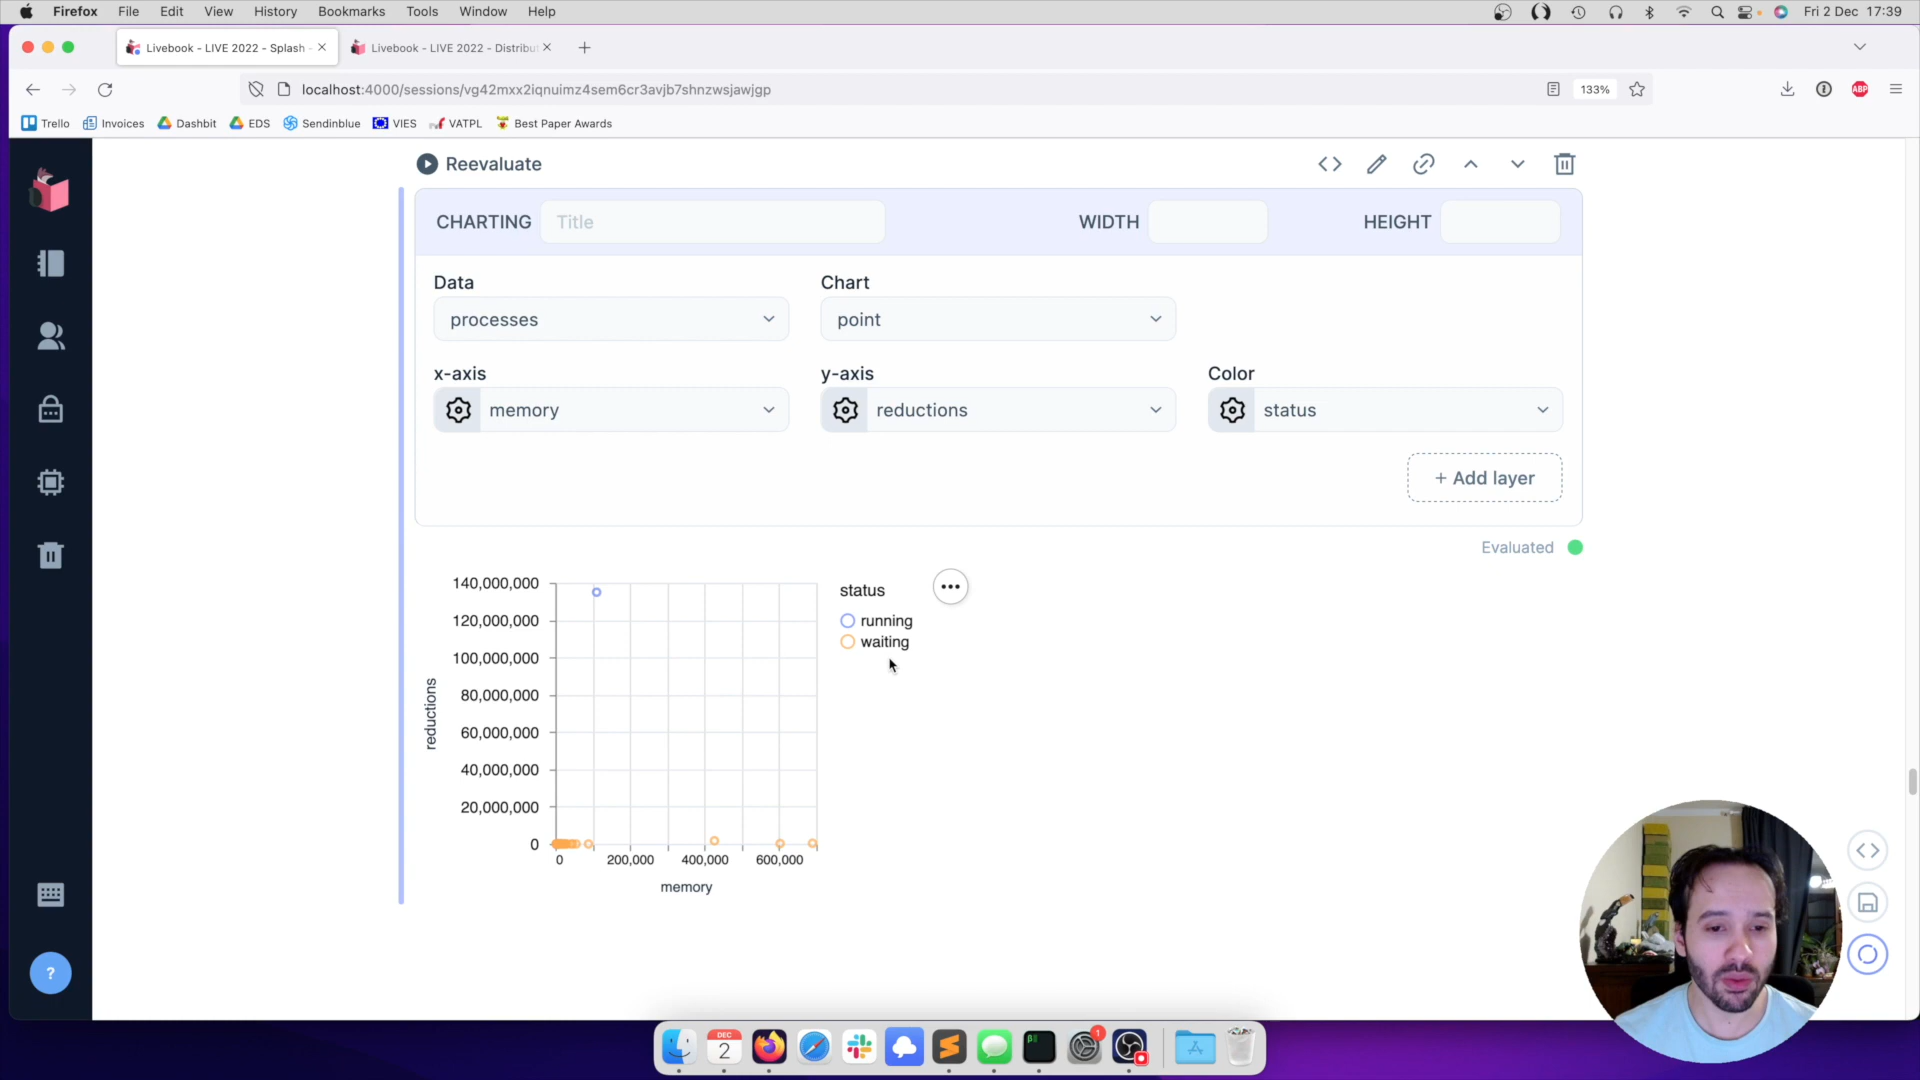 Firefox File Edit View History Bookmarks Tools Window Help Fri 2 Dec 17:39
Livebook - LIVE 2022 - Splash - Livebook - LIVE 2022 - Distribu
localhost:4000/sessions/vg42mxx2iqnuimz4sem6cr3avjb7shnzwsjawjgp 133% ABP
Trello Invoices Dashbit EDS Sendinblue VIES VATPL Best Paper Awards
Reevaluate
CHARTING Title WIDTH HEIGHT
Data Chart
processes point
x-axis y-axis Color
memory reductions status
+ Add layer
Evaluated
140,000,000
120,000,000
100,000,000
80,000,000
60,000,000
40,000,000
20,000,000
0
reductions
0 200,000 400,000 600,000
memory
status
running
waiting
?
DEC
2
1